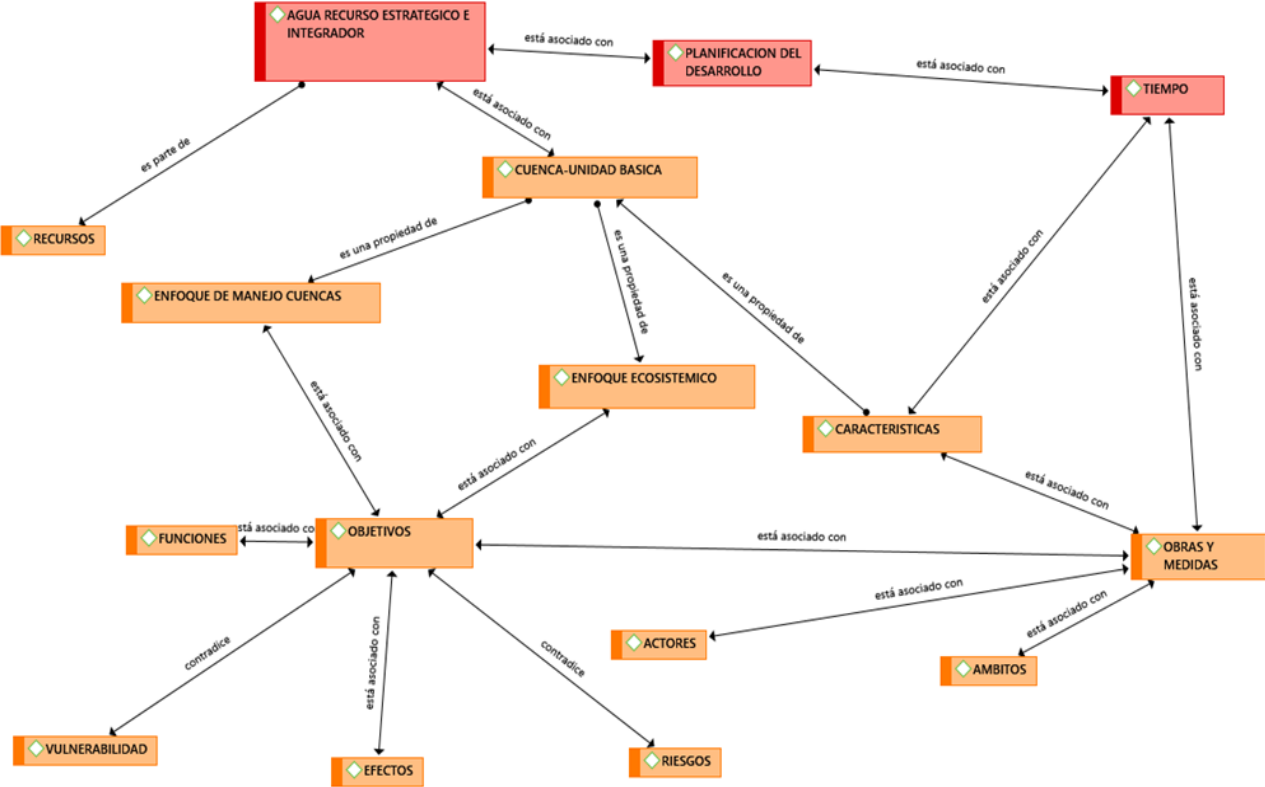 AGUA RECURSO ESTRATEGICO E
INTEGRADOR
está asociado con
PLANIFICACION DEL
DESARROLLO
está asociado con
TIEMPO
es parte de
está asociado con
CUENCA-UNIDAD BASICA
RECURSOS
es una propiedad de
es una propiedad de
es una propiedad de
está asociado con
está asociado con
ENFOQUE DE MANEJO CUENCAS
ENFOQUE ECOSISTEMICO
está asociado con
está asociado con
CARACTERISTICAS
está asociado con
FUNCIONES
stá asociado co
OBJETIVOS
está asociado con
OBRAS Y
MEDIDAS
está asociado con
está asociado con
ACTORES
AMBITOS
contradice
está asociado con
contradice
VULNERABILIDAD
EFECTOS
RIESGOS